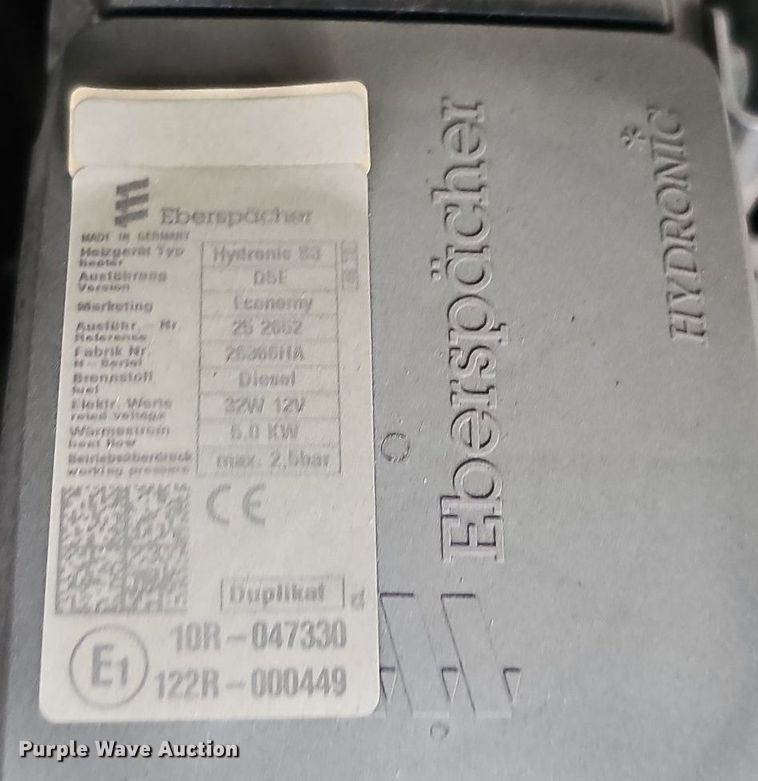 Eberspächer
MADE IN GERMANY
Heizgerät Typ
heater
Hydronic S3
Ausführung
Version
D5E
Marketing
Economy
Ausführ. - Nr.
Reference
25 2662
Fabrik Nr.
N - Serial
Brennstoff
fuel
Diesel
Elektr. Werte
rated voltage
32W 12V
Wärmestrom
heat flow
5.0 KW
Betriebsüberdruck
working pressure
max. 2,5bar
CE
Duplikat
E1
10R-047330
122R-000449
Eberspächer
HYDRONIC
Purple Wave Auction